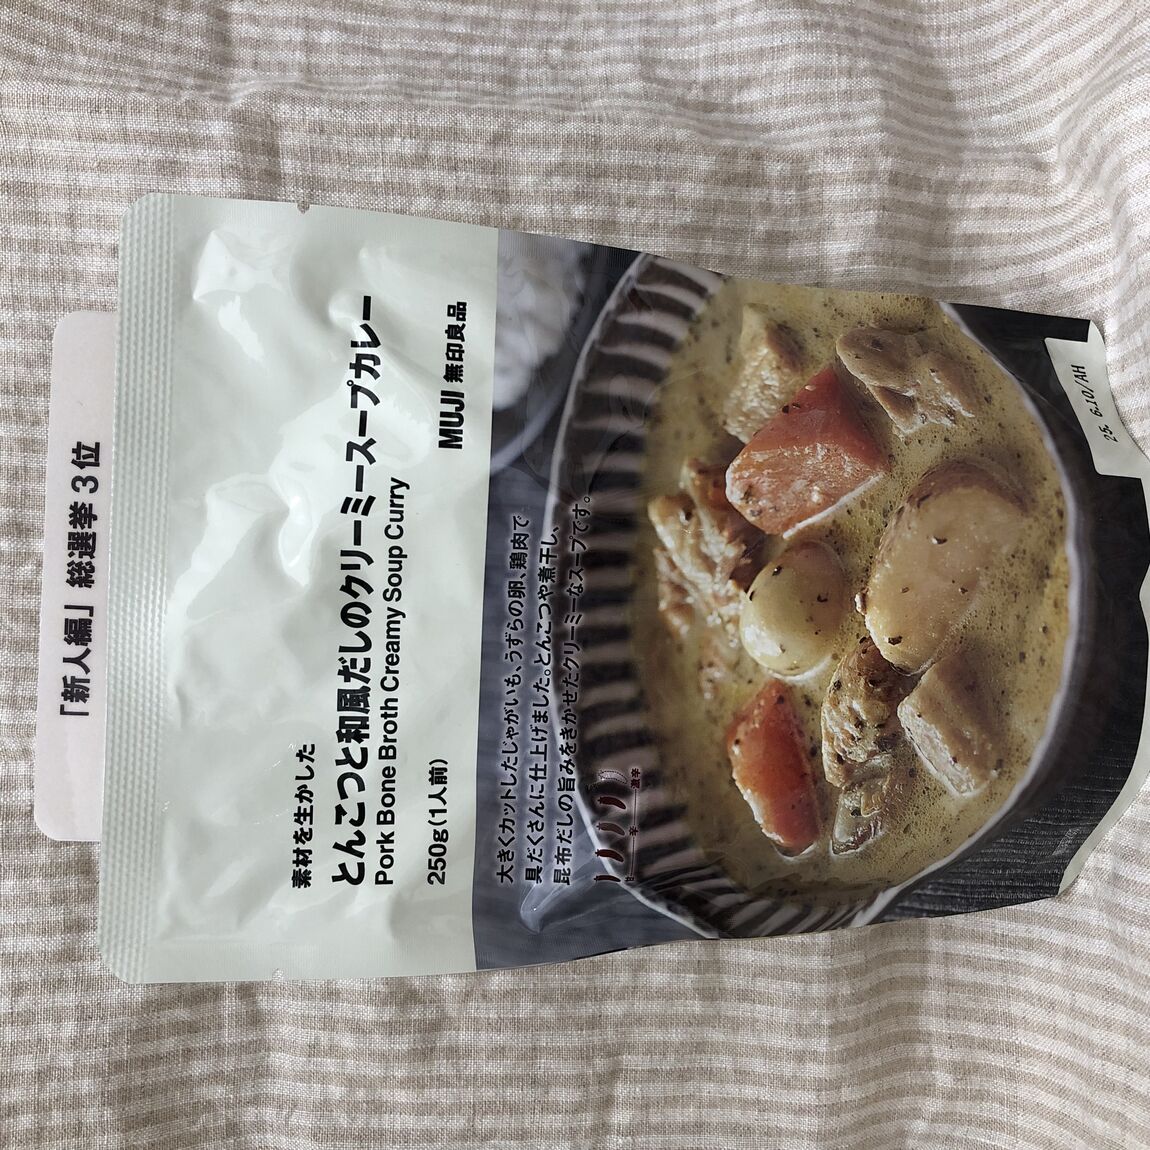 「新人編」総選挙3位
素材を生かした
とんこつと和風だしのクリーミースープカレー
Pork Bone Broth Creamy Soup Curry
250g(1人前)
MUJI 無印良品
大きくカットしたじゃがいも、うずらの卵、鶏肉で
具だくさんに仕上げました。とんこつや煮干し、
昆布だしの旨みをきかせたクリーミーなスープです。
甘 辛 激辛
25. 6.10/AH